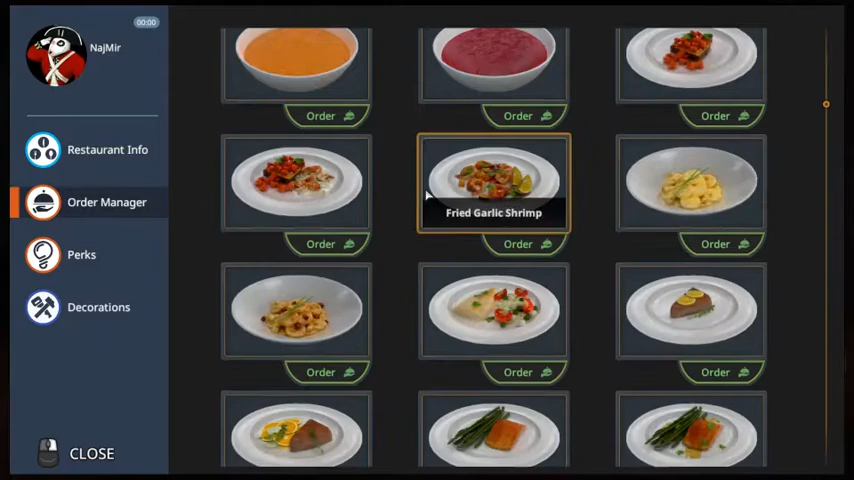 00:00
NajMir
Restaurant Info
Order Manager
Perks
Decorations
CLOSE
Order
Order
Order
Fried Garlic Shrimp
Order
Order
Order
Order
Order
Order